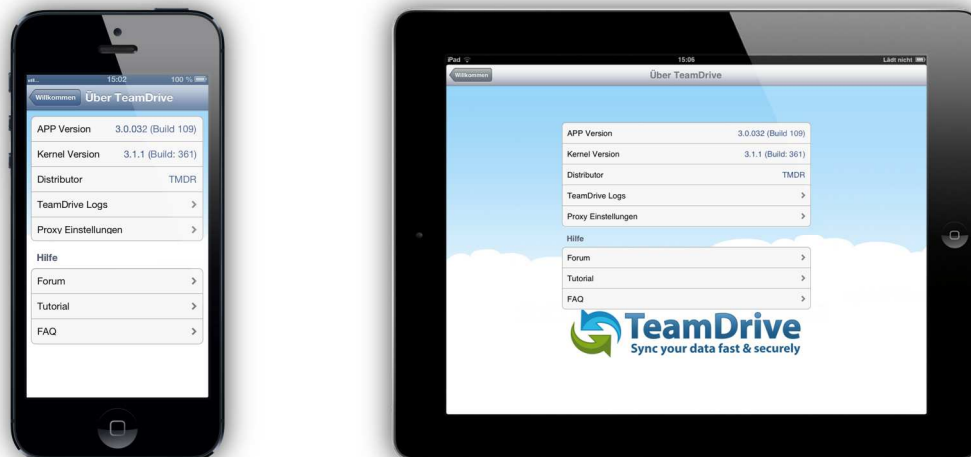 15:02
100 %
Willkommen
Über TeamDrive
APP Version 3.0.032 (Build 109)
Kernel Version 3.1.1 (Build: 361)
Distributor TMDR
TeamDrive Logs >
Proxy Einstellungen >
Hilfe
Forum >
Tutorial >
FAQ >
iPad
15:06
Lädt nicht
Willkommen
Über TeamDrive
APP Version 3.0.032 (Build 109)
Kernel Version 3.1.1 (Build: 361)
Distributor TMDR
TeamDrive Logs >
Proxy Einstellungen >
Hilfe
Forum >
Tutorial >
FAQ >
TeamDrive
Sync your data fast & securely